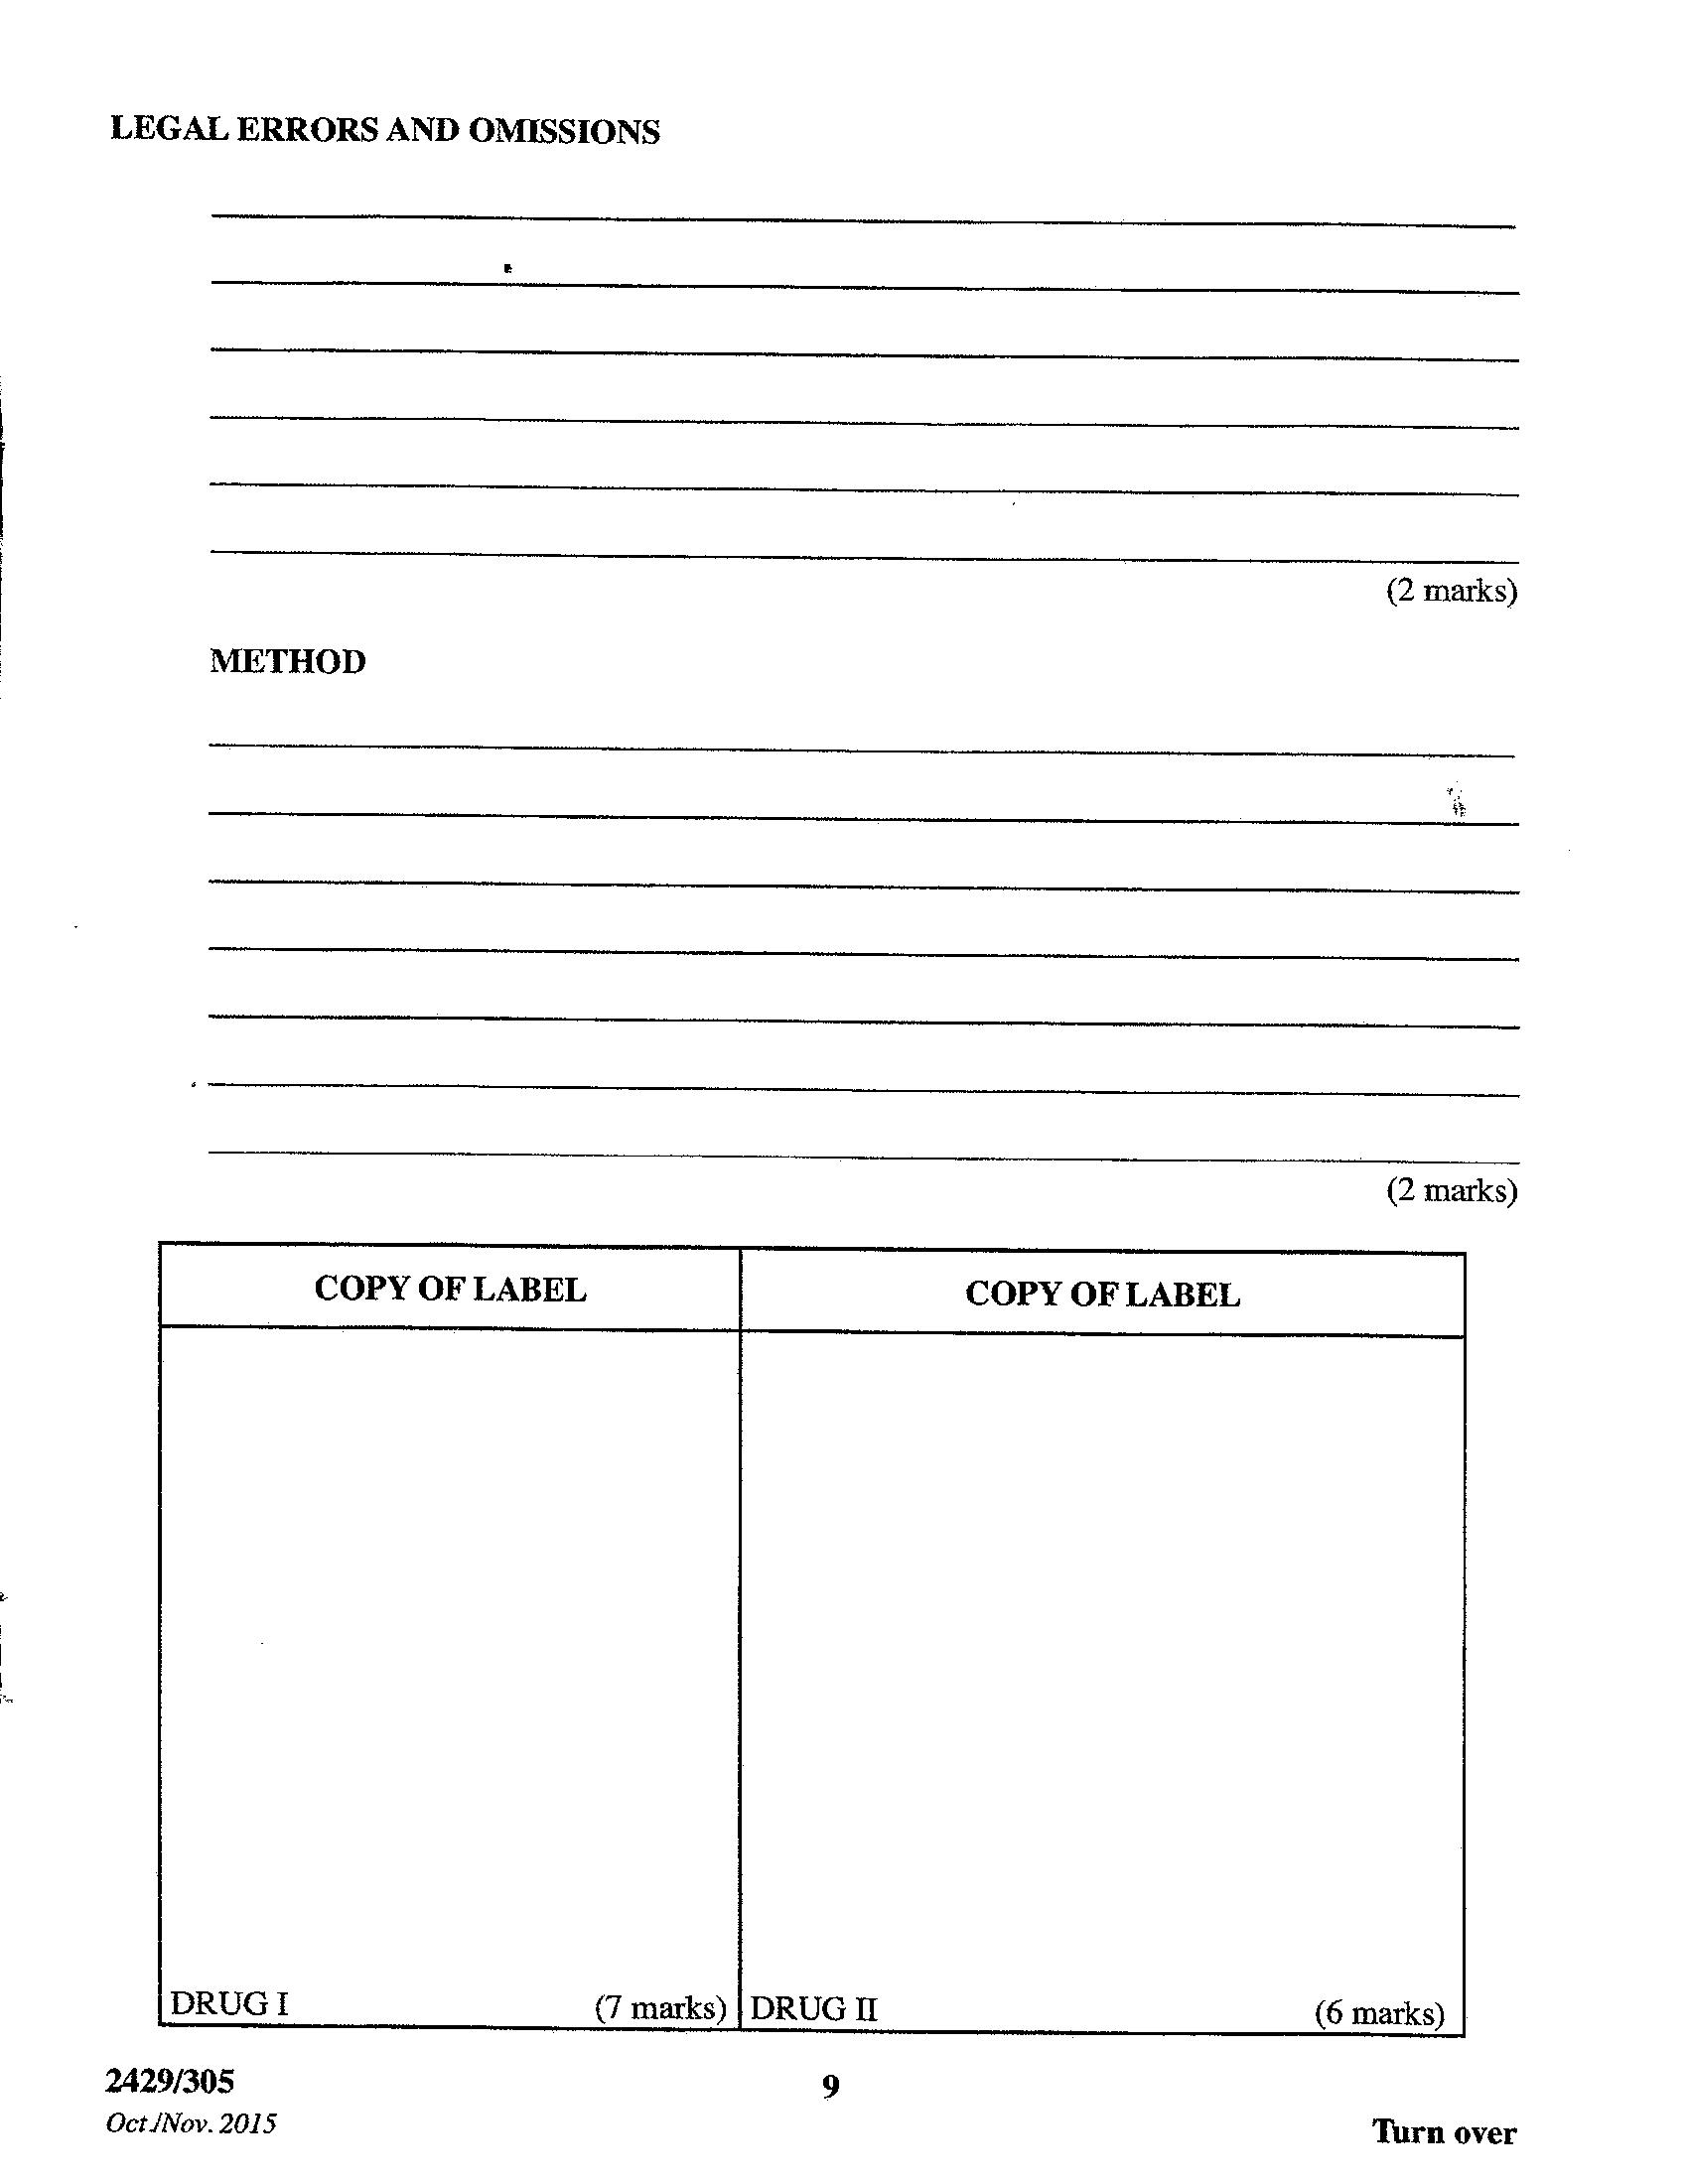 LEGAL ERRORS AND OMISSIONS
(2 marks)
METHOD
(2 marks)
COPY OF LABEL
COPY OF LABEL
DRUG I (7 marks)
DRUG II (6 marks)
2429/305
9
Oct./Nov. 2015
Turn over